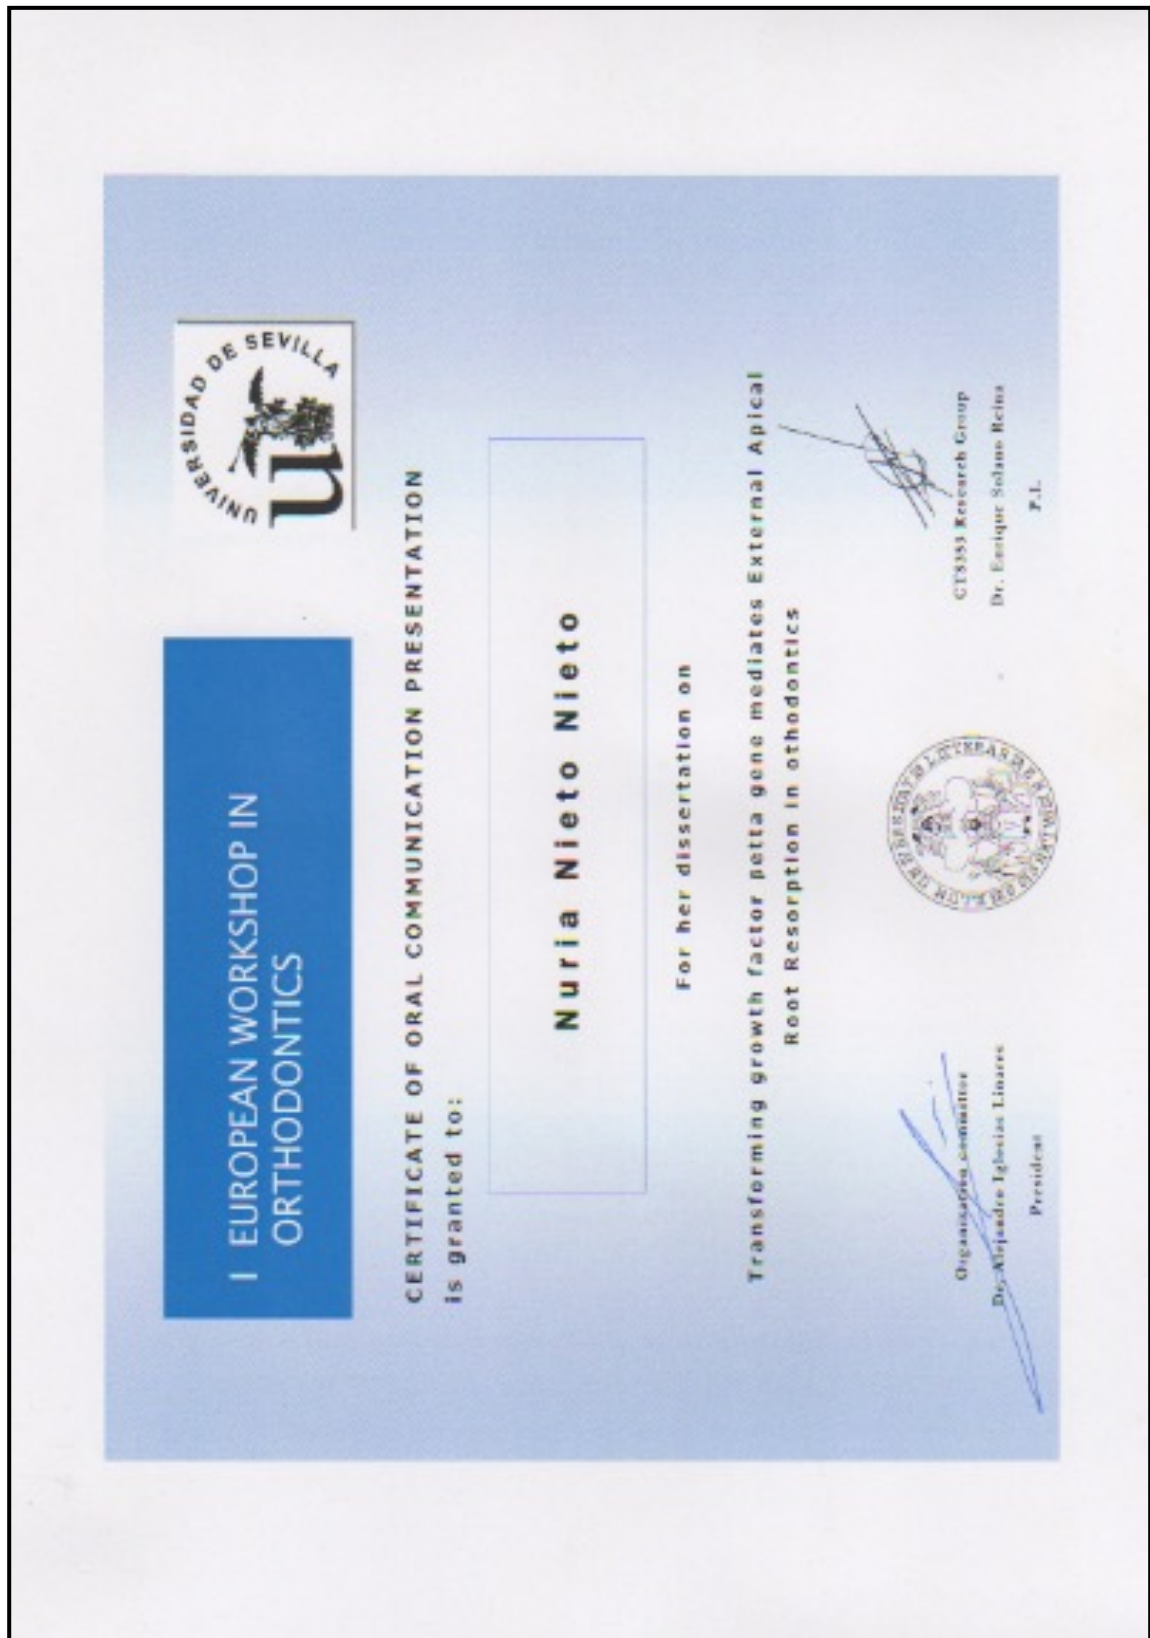 I EUROPEAN WORKSHOP IN
ORTHODONTICS
UNIVERSIDAD DE SEVILLA
CERTIFICATE OF ORAL COMMUNICATION PRESENTATION
is granted to:
Nuria Nieto Nieto
For her dissertation on
Transforming growth factor petta gene mediates External Apical
Root Resorption in othodontics
Organization committee
Dr. Alejandro Iglesias Linares
President
CTS353 Research Group
Dr. Enrique Solano Reina
P.I.